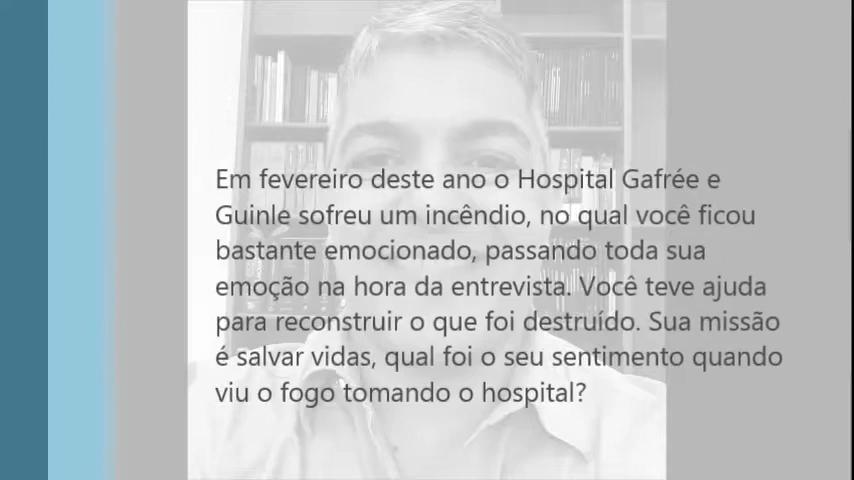 Em fevereiro deste ano o Hospital Gafrée e
Guinle sofreu um incêndio, no qual você ficou
bastante emocionado, passando toda sua
emoção na hora da entrevista. Você teve ajuda
para reconstruir o que foi destruído. Sua missão
é salvar vidas, qual foi o seu sentimento quando
viu o fogo tomando o hospital?